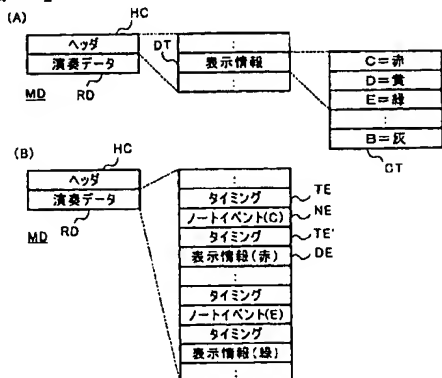 (A)
HC
ヘッダ
演奏データ
MD
RD
DT
⋮
表示情報
⋮
C=赤
D=黄
E=緑
⋮
B=灰
CT
(B)
HC
ヘッダ
演奏データ
MD
RD
⋮
タイミング
TE
ノートイベント(C)
NE
タイミング
TE'
表示情報(赤)
DE
⋮
タイミング
ノートイベント(E)
タイミング
表示情報(緑)
⋮